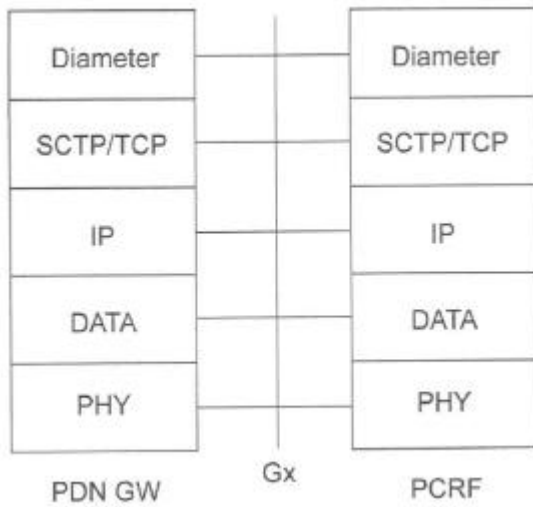 Diameter
Diameter
SCTP/TCP
SCTP/TCP
IP
IP
DATA
DATA
PHY
PHY
Gx
PDN GW
PCRF